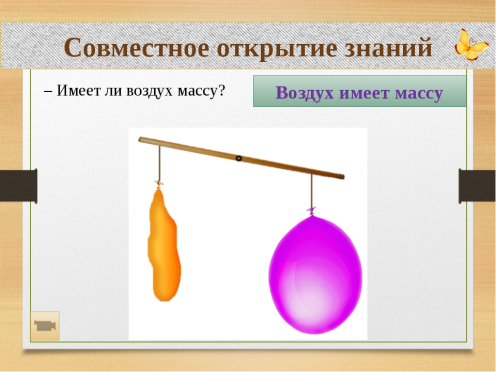 Совместное открытие знаний
– Имеет ли воздух массу?
Воздух имеет массу